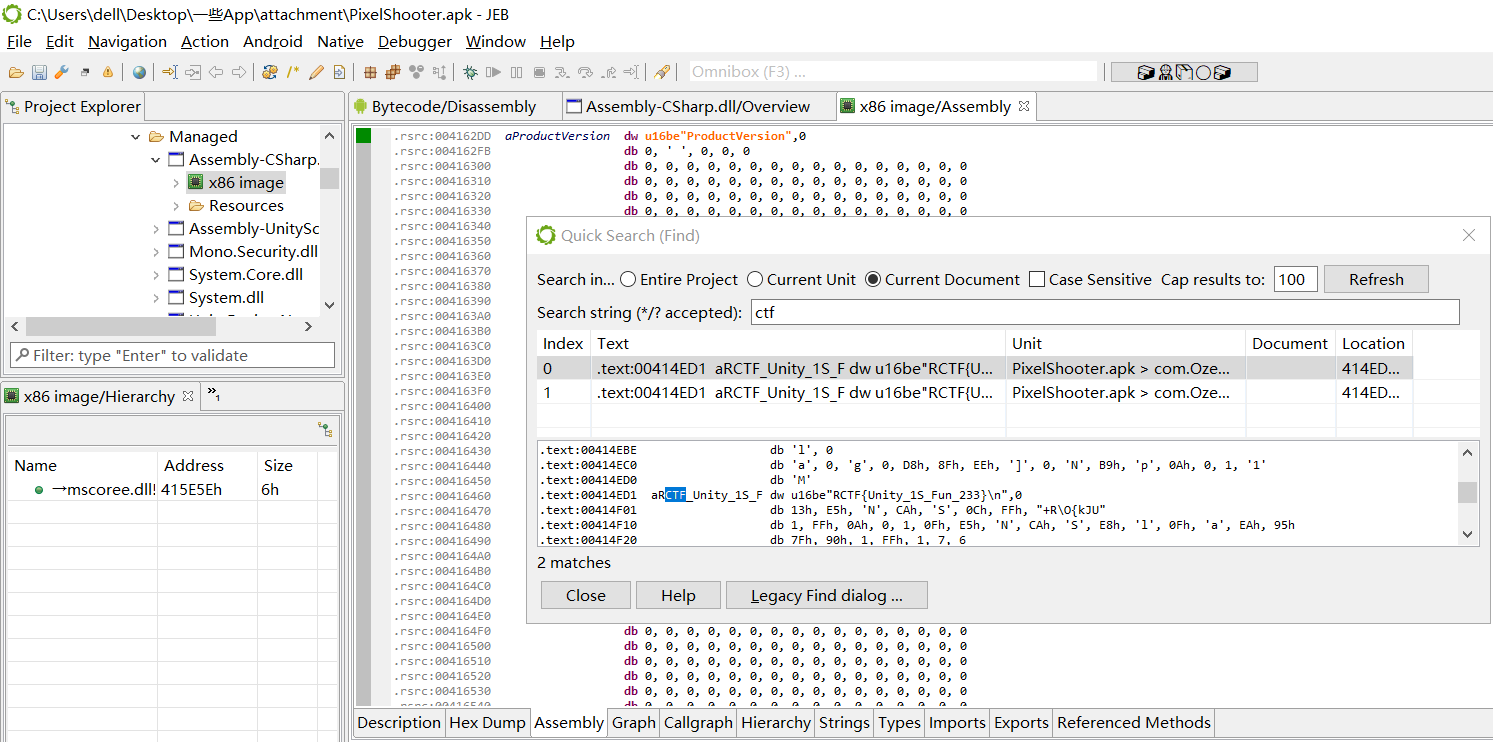 C:\Users\dell\Desktop\一些App\attachment\PixelShooter.apk - JEB
File Edit Navigation Action Android Native Debugger Window Help
Omnibox (F3) ...
Project Explorer
Bytecode/Disassembly Assembly-CSharp.dll/Overview x86 image/Assembly
Managed
Assembly-CSharp.
x86 image
Resources
Assembly-UnitySc
Mono.Security.dll
System.Core.dll
System.dll
Filter: type "Enter" to validate
x86 image/Hierarchy »1
Name Address Size
→mscoree.dll! 415E5Eh 6h
.rsrc:004162DD aProductVersion dw u16be"ProductVersion",0
.rsrc:004162FB db 0, ' ', 0, 0, 0
.rsrc:00416300 db 0, 0, 0, 0, 0, 0, 0, 0, 0, 0, 0, 0, 0, 0, 0, 0
.rsrc:00416310 db 0, 0, 0, 0, 0, 0, 0, 0, 0, 0, 0, 0, 0, 0, 0, 0
.rsrc:00416320 db 0, 0, 0, 0, 0, 0, 0, 0, 0, 0, 0, 0, 0, 0, 0, 0
.rsrc:00416330 db 0, 0, 0, 0, 0, 0, 0, 0, 0, 0, 0, 0, 0, 0, 0, 0
.rsrc:00416340
.rsrc:00416350
.rsrc:00416360
.rsrc:00416370
.rsrc:00416380
.rsrc:00416390
.rsrc:004163A0
.rsrc:004163B0
.rsrc:004163C0
.rsrc:004163D0
.rsrc:004163E0
.rsrc:004163F0
.rsrc:00416400
.rsrc:00416410
.rsrc:00416420
.rsrc:00416430
.rsrc:00416440
.rsrc:00416450
.rsrc:00416460
.rsrc:00416470
.rsrc:00416480
.rsrc:00416490
.rsrc:004164A0
.rsrc:004164B0
.rsrc:004164C0
.rsrc:004164D0
.rsrc:004164E0
.rsrc:004164F0 db 0, 0, 0, 0, 0, 0, 0, 0, 0, 0, 0, 0, 0, 0, 0, 0
.rsrc:00416500 db 0, 0, 0, 0, 0, 0, 0, 0, 0, 0, 0, 0, 0, 0, 0, 0
.rsrc:00416510 db 0, 0, 0, 0, 0, 0, 0, 0, 0, 0, 0, 0, 0, 0, 0, 0
.rsrc:00416520 db 0, 0, 0, 0, 0, 0, 0, 0, 0, 0, 0, 0, 0, 0, 0, 0
.rsrc:00416530 db 0, 0, 0, 0, 0, 0, 0, 0, 0, 0, 0, 0, 0, 0, 0, 0
Quick Search (Find)
Search in... Entire Project Current Unit Current Document Case Sensitive Cap results to: 100 Refresh
Search string (*/? accepted): ctf
Index Text Unit Document Location
0 .text:00414ED1 aRCTF_Unity_1S_F dw u16be"RCTF{U... PixelShooter.apk > com.Oze... 414ED...
1 .text:00414ED1 aRCTF_Unity_1S_F dw u16be"RCTF{U... PixelShooter.apk > com.Oze... 414ED...
.text:00414EBE db 'l', 0
.text:00414EC0 db 'a', 0, 'g', 0, D8h, 8Fh, EEh, ']', 0, 'N', B9h, 'p', 0Ah, 0, 1, '1'
.text:00414ED0 db 'M'
.text:00414ED1 aRCTF_Unity_1S_F dw u16be"RCTF{Unity_1S_Fun_233}\n",0
.text:00414F01 db 13h, E5h, 'N', CAh, 'S', 0Ch, FFh, "+R\O{kJU"
.text:00414F10 db 1, FFh, 0Ah, 0, 1, 0Fh, E5h, 'N', CAh, 'S', E8h, 'l', 0Fh, 'a', EAh, 95h
.text:00414F20 db 7Fh, 90h, 1, FFh, 1, 7, 6
2 matches
Close Help Legacy Find dialog ...
Description Hex Dump Assembly Graph Callgraph Hierarchy Strings Types Imports Exports Referenced Methods